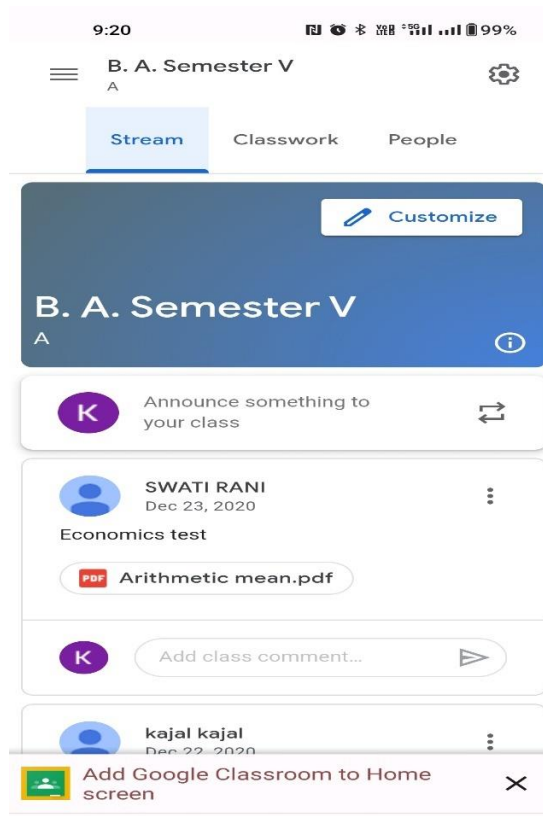 9:20 99%
B. A. Semester V
A
Stream Classwork People
Customize
B. A. Semester V
A
K Announce something to
your class
SWATI RANI
Dec 23, 2020
Economics test
PDF Arithmetic mean.pdf
K Add class comment...
kajal kajal
Dec 22, 2020
Add Google Classroom to Home
screen